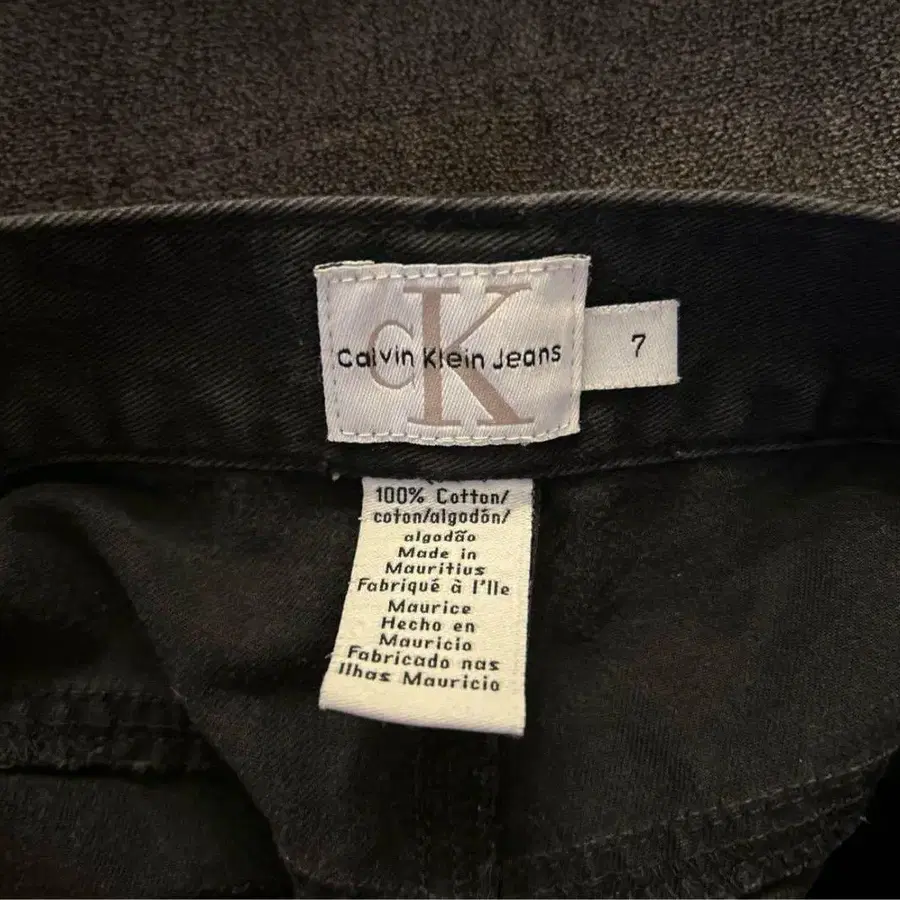 cK
Calvin Klein Jeans
7
100% Cotton/
coton/algodón/
algodão
Made in
Mauritius
Fabriqué à l'Ile
Maurice
Hecho en
Mauricio
Fabricado nas
Ilhas Mauricio